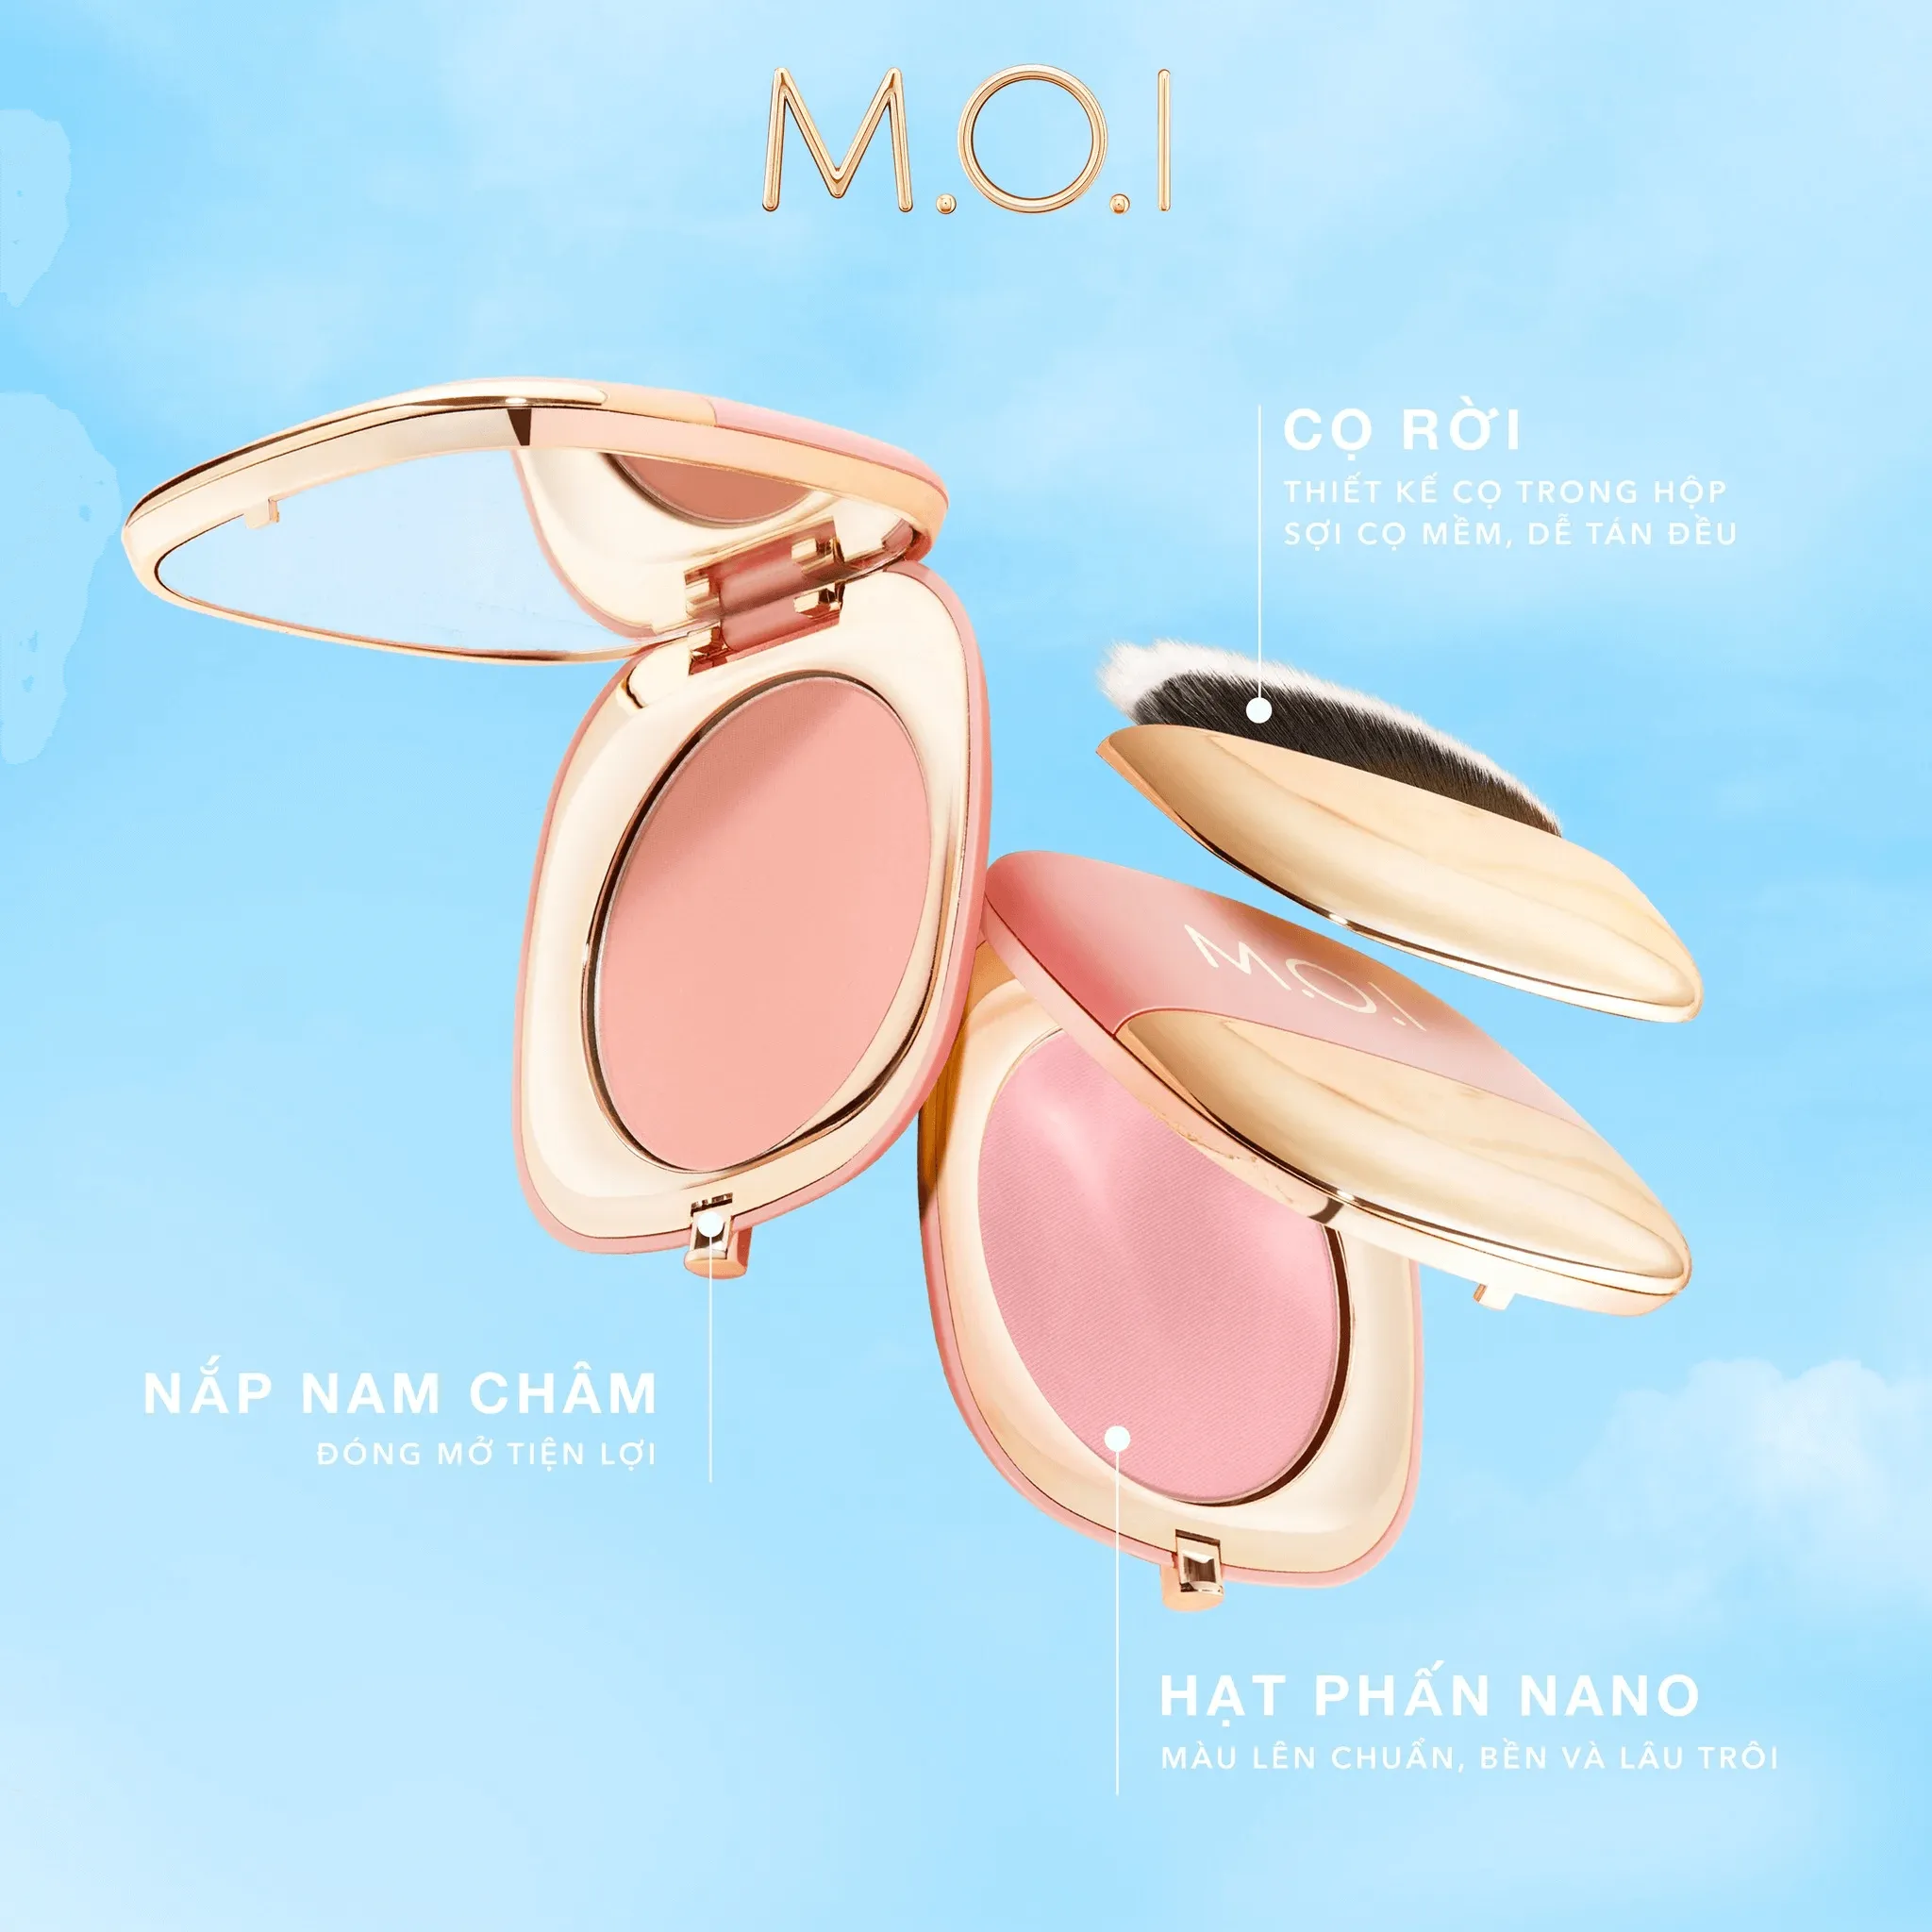 M.O.I
CỌ RỜI
THIẾT KẾ CỌ TRONG HỘP
SỢI CỌ MỀM, DỄ TÁN ĐỀU
M.O.I
NẮP NAM CHÂM
ĐÓNG MỞ TIỆN LỢI
HẠT PHẤN NANO
MÀU LÊN CHUẨN, BỀN VÀ LÂU TRÔI